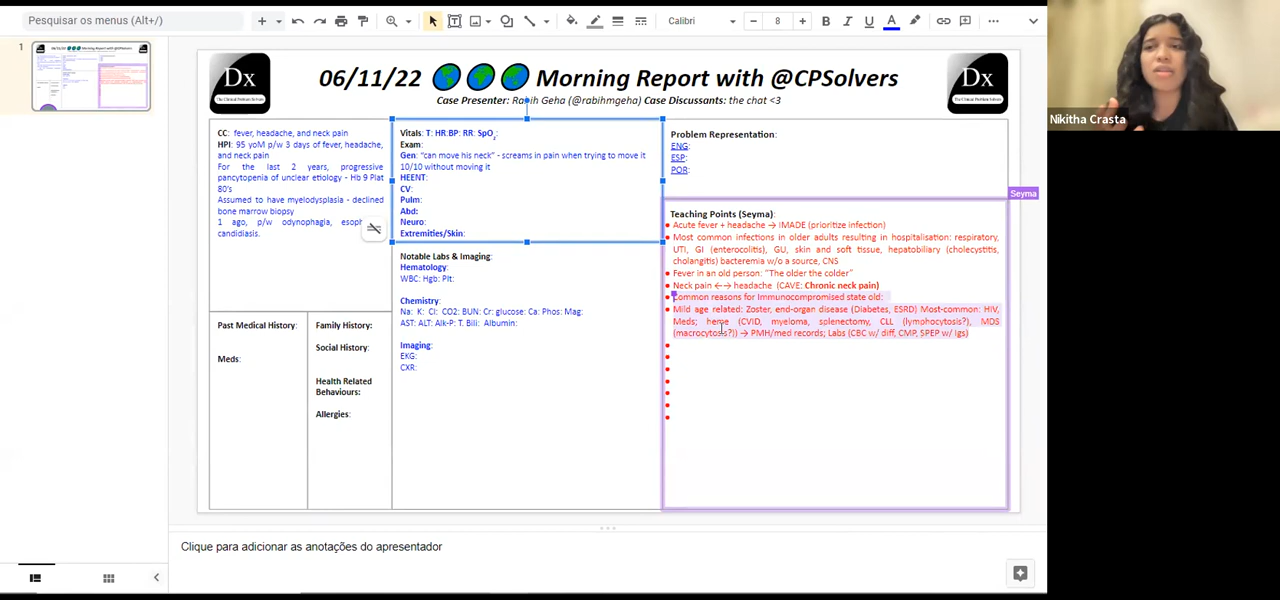 Pesquisar os menus (Alt+/)
Calibri
8
B I U A
1
Dx
The Clinical Problem Solvers
06/11/22 🌍🌍🌍 Morning Report with @CPSolvers
Case Presenter: Rabih Geha (@rabihmgeha) Case Discussants: the chat <3
Dx
The Clinical Problem Solvers
CC: fever, headache, and neck pain
HPI: 95 yoM p/w 3 days of fever, headache,
and neck pain
For the last 2 years, progressive
pancytopenia of unclear etiology - Hb 9 Plat
80's
Assumed to have myelodysplasia - declined
bone marrow biopsy
1 ago, p/w odynophagia,
candidiasis.
Past Medical History:
Meds:
Family History:
Social History:
Health Related
Behaviours:
Allergies:
Vitals: T: HR: BP: RR: SpO2:
Exam:
Gen: "can move his neck" - screams in pain when trying to move it
10/10 without moving it
HEENT:
CV:
Pulm:
Abd:
Neuro:
Extremities/Skin:
Notable Labs & Imaging:
Hematology:
WBC: Hgb: Plt:
Chemistry:
Na: K: Cl: CO2: BUN: Cr: glucose: Ca: Phos: Mag:
AST: ALT: Alk-P: T. Bili: Albumin:
Imaging:
EKG:
CXR:
Problem Representation:
ENG:
ESP:
POR:
Seyma
Teaching Points (Seyma):
Acute fever + headache → IMADE (prioritize infection)
Most common infections in older adults resulting in hospitalisation: respiratory,
UTI, GI (enterocolitis), GU, skin and soft tissue, hepatobiliary (cholecystitis,
cholangitis) bacteremia w/o a source, CNS
Fever in an old person: "The older the colder"
Neck pain ←→ headache (CAVE: Chronic neck pain)
Common reasons for Immunocompromised state old:
Mild age related: Zoster, end-organ disease (Diabetes, ESRD) Most-common: HIV,
Meds; heme (CVID, myeloma, splenectomy, CLL (lymphocytosis?), MDS
(macrocytosis?)) → PMH/med records; Labs (CBC w/ diff, CMP, SPEP w/ Igs)
Clique para adicionar as anotações do apresentador
Nikitha Crasta